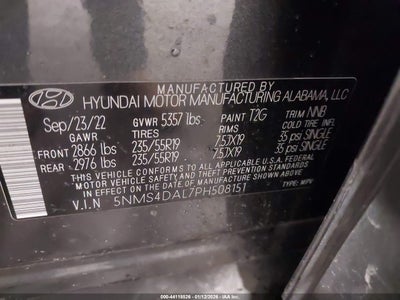 MANUFACTURED BY
HYUNDAI MOTOR MANUFACTURING ALABAMA, LLC
Sep/23/22 GVWR 5357 lbs PAINT T2G TRIM NNB
GAWR TIRES RIMS COLD TIRE INFL
FRONT 2866 lbs 235/55R19 7.5JX19 35 psi SINGLE
REAR 2976 lbs 235/55R19 7.5JX19 35 psi SINGLE
THIS VEHICLE CONFORMS TO ALL APPLICABLE U.S. FEDERAL
MOTOR VEHICLE SAFETY AND THEFT PREVENTION STANDARDS
IN EFFECT ON THE DATE OF MANUFACTURE SHOWN ABOVE
V.I.N 5NMS4DAL7PH508151 TYPE: MPV
000-44118526 - 01/12/2026 - IAA Inc.